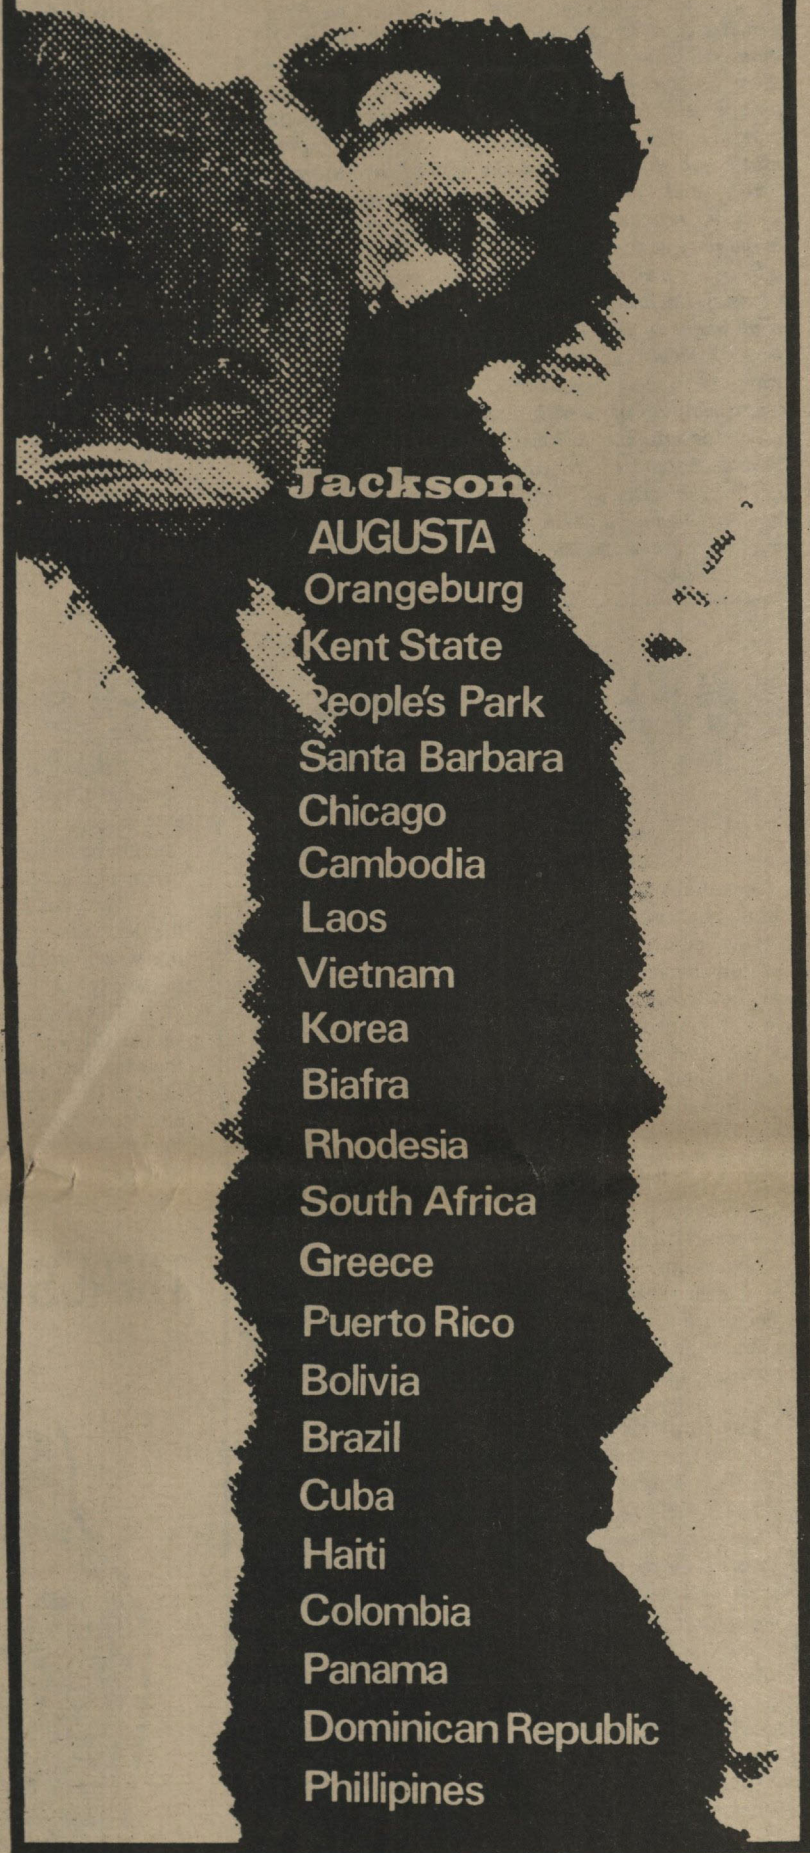 Jackson
AUGUSTA
Orangeburg
Kent State
People's Park
Santa Barbara
Chicago
Cambodia
Laos
Vietnam
Korea
Biafra
Rhodesia
South Africa
Greece
Puerto Rico
Bolivia
Brazil
Cuba
Haiti
Colombia
Panama
Dominican Republic
Phillipines